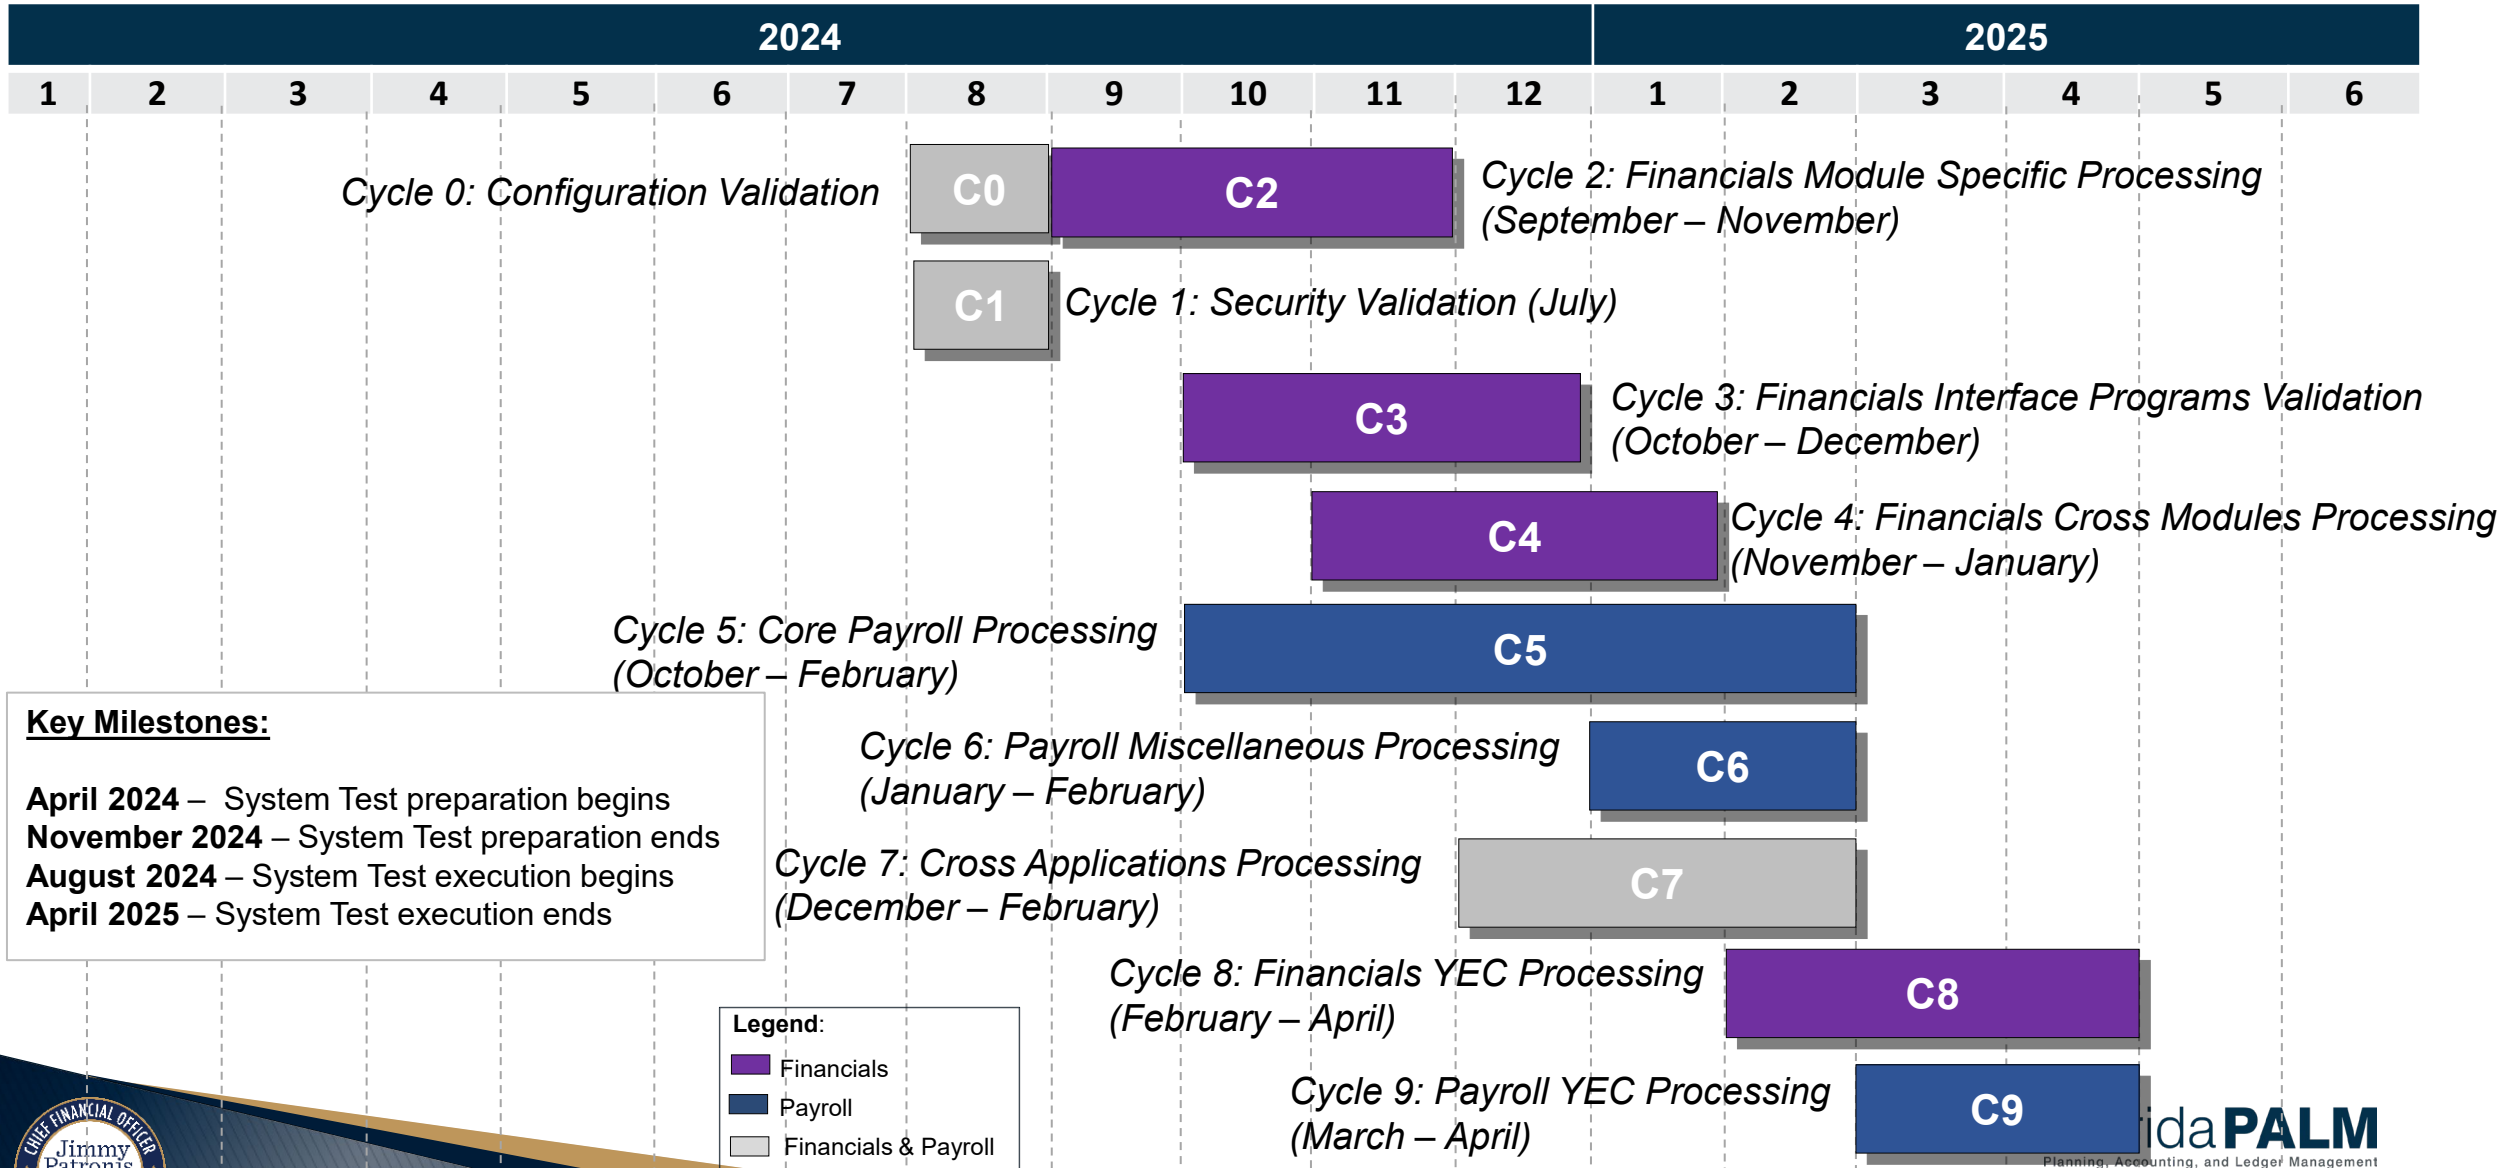 2024 2025
1 2 3 4 5 6 7 8 9 10 11 12 1 2 3 4 5 6
Cycle 0: Configuration Validation
C0
C2
Cycle 2: Financials Module Specific Processing
(September – November)
C1
Cycle 1: Security Validation (July)
C3
Cycle 3: Financials Interface Programs Validation
(October – December)
C4
Cycle 4: Financials Cross Modules Processing
(November – January)
Cycle 5: Core Payroll Processing
(October – February)
C5
Key Milestones:
April 2024 – System Test preparation begins
November 2024 – System Test preparation ends
August 2024 – System Test execution begins
April 2025 – System Test execution ends
Cycle 6: Payroll Miscellaneous Processing
(January – February)
C6
Cycle 7: Cross Applications Processing
(December – February)
C7
Cycle 8: Financials YEC Processing
(February – April)
C8
Legend:
Financials
Payroll
Financials & Payroll
Cycle 9: Payroll YEC Processing
(March – April)
C9
CHIEF FINANCIAL OFFICER
Jimmy
Patronis
ridaPALM
Planning, Accounting, and Ledger Management